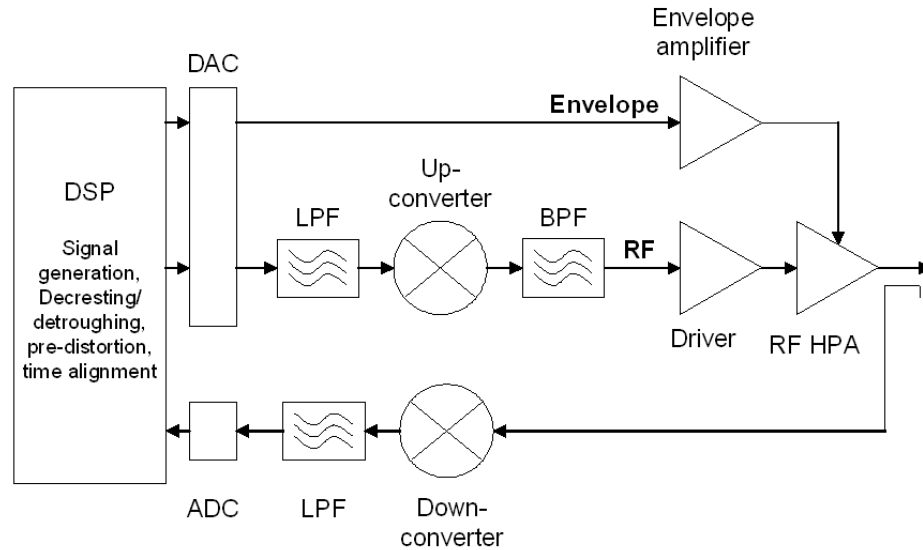 Envelope
amplifier
DAC
Envelope
DSP
Signal
generation,
Decresting/
detroughing,
pre-distortion,
time alignment
LPF
Up-
converter
BPF
RF
Driver
RF HPA
ADC
LPF
Down-
converter